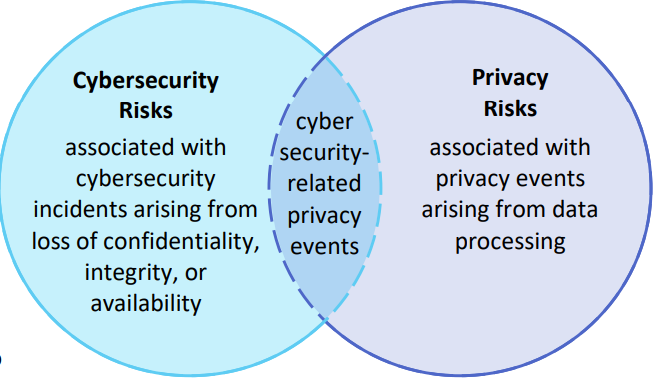 Cybersecurity
Risks
associated with
cybersecurity
incidents arising from
loss of confidentiality,
integrity, or
availability
cyber
security-
related
privacy
events
Privacy
Risks
associated with
privacy events
arising from data
processing